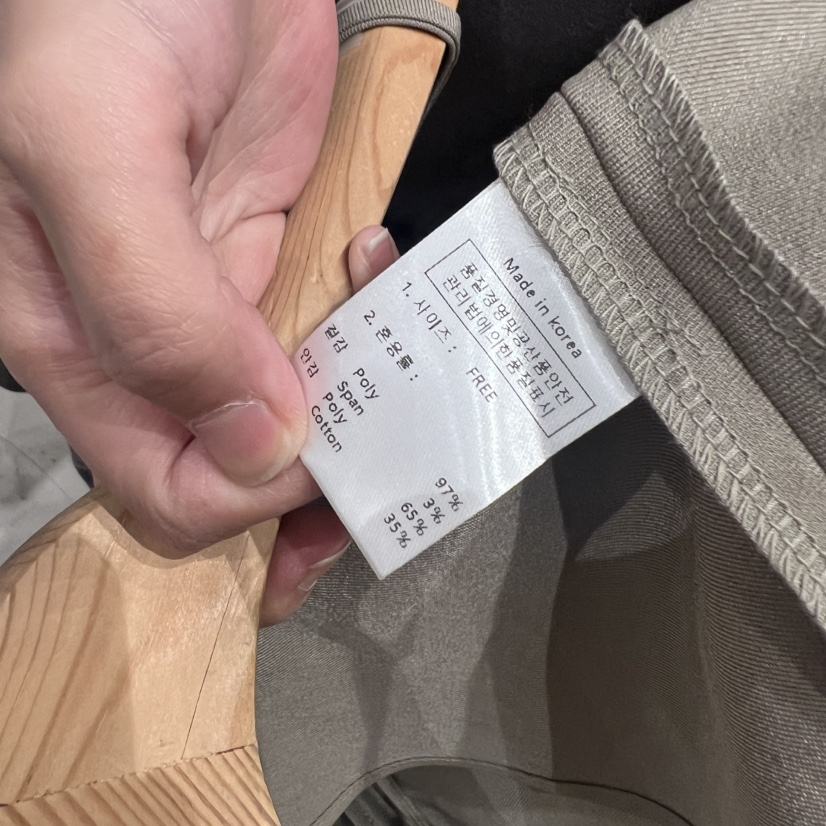 Made in Korea
품질경영및공산품안전
관리법에의한품질표시
1. 사이즈 : FREE
2. 혼용률 :
겉감 Poly 97%
Span 3%
안감 Poly 65%
Cotton 35%